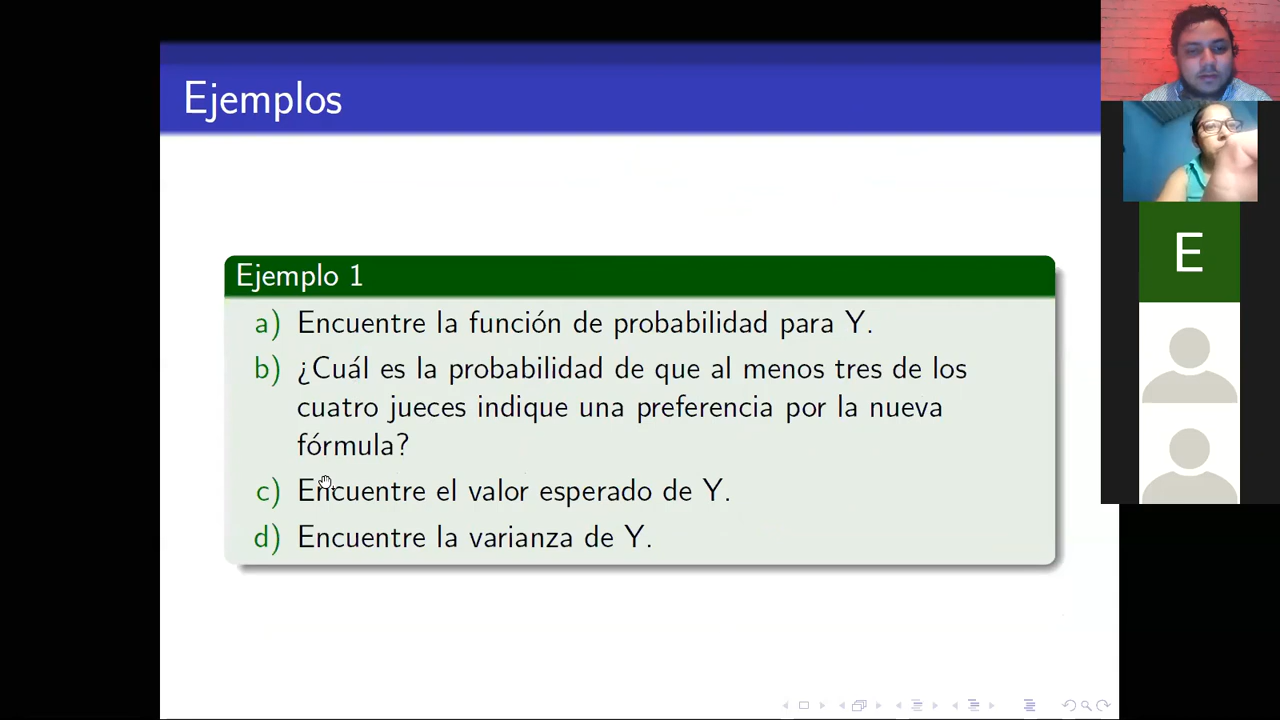 Ejemplos
Ejemplo 1
a) Encuentre la función de probabilidad para Y.
b) ¿Cuál es la probabilidad de que al menos tres de los
cuatro jueces indique una preferencia por la nueva
fórmula?
c) Encuentre el valor esperado de Y.
d) Encuentre la varianza de Y.
E